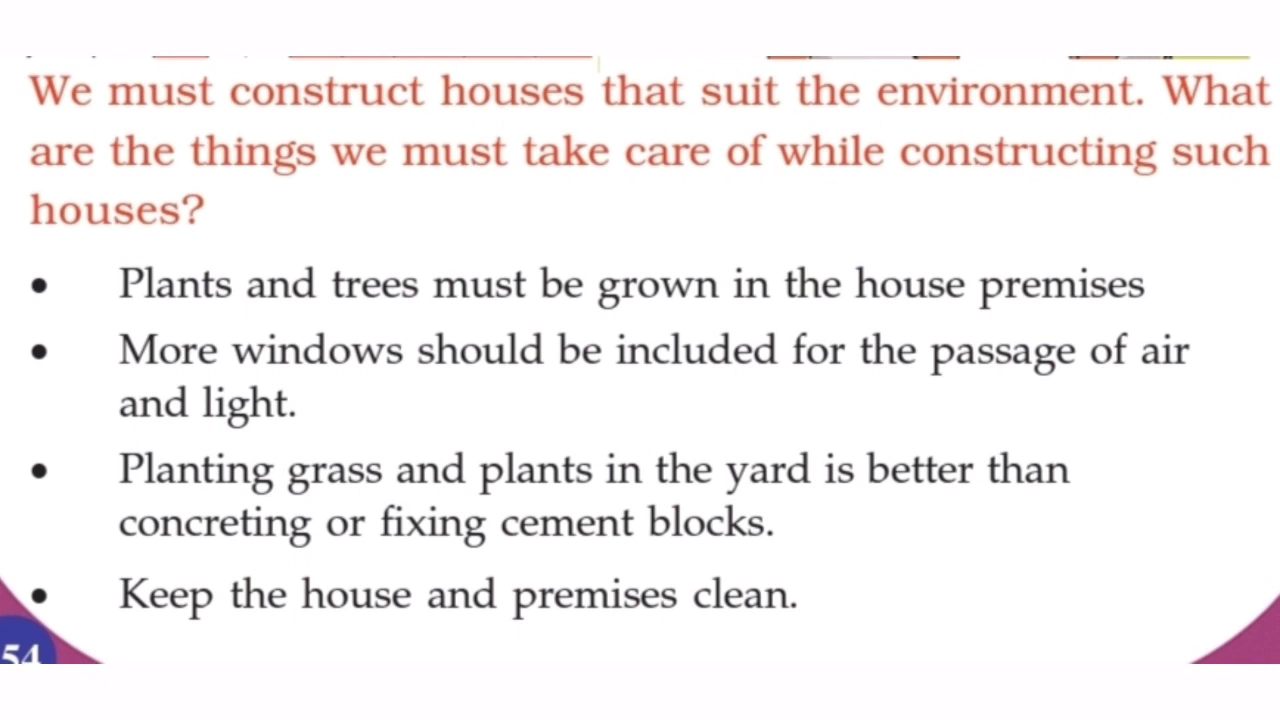 We must construct houses that suit the environment. What
are the things we must take care of while constructing such
houses?
• Plants and trees must be grown in the house premises
• More windows should be included for the passage of air
and light.
• Planting grass and plants in the yard is better than
concreting or fixing cement blocks.
• Keep the house and premises clean.
54